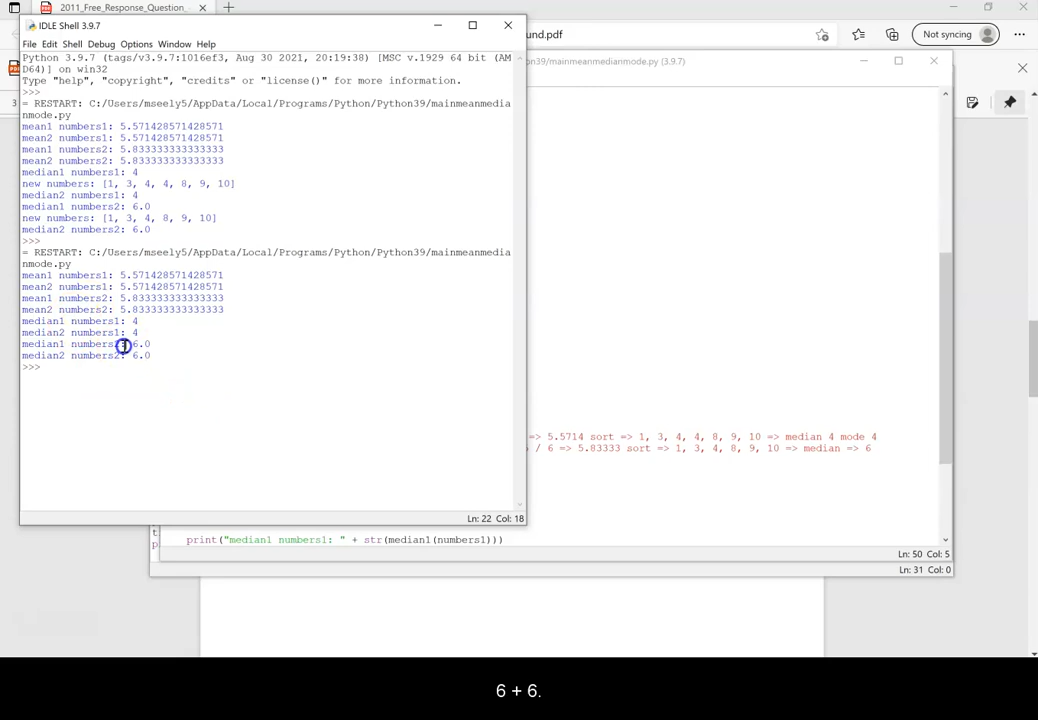 2011_Free_Response_Question_
IDLE Shell 3.9.7
File Edit Shell Debug Options Window Help
und.pdf
Not syncing
Python 3.9.7 (tags/v3.9.7:1016ef3, Aug 30 2021, 20:19:38) [MSC v.1929 64 bit (AM
D64)] on win32
Type "help", "copyright", "credits" or "license()" for more information.
>>>
= RESTART: C:/Users/mseely5/AppData/Local/Programs/Python/Python39/mainmeanmedia
nmode.py
mean1 numbers1: 5.571428571428571
mean2 numbers1: 5.571428571428571
mean1 numbers2: 5.833333333333333
mean2 numbers2: 5.833333333333333
median1 numbers1: 4
new numbers: [1, 3, 4, 4, 8, 9, 10]
median2 numbers1: 4
median1 numbers2: 6.0
new numbers: [1, 3, 4, 8, 9, 10]
median2 numbers2: 6.0
>>>
= RESTART: C:/Users/mseely5/AppData/Local/Programs/Python/Python39/mainmeanmedia
nmode.py
mean1 numbers1: 5.571428571428571
mean2 numbers1: 5.571428571428571
mean1 numbers2: 5.833333333333333
mean2 numbers2: 5.833333333333333
median1 numbers1: 4
median2 numbers1: 4
median1 numbers2: 6.0
median2 numbers2: 6.0
>>>
Ln: 22 Col: 18
on39/mainmeanmedianmode.py (3.9.7)
3
=> 5.5714 sort => 1, 3, 4, 4, 8, 9, 10 => median 4 mode 4
/ 6 => 5.83333 sort => 1, 3, 4, 8, 9, 10 => median => 6
print("median1 numbers1: " + str(median1(numbers1)))
Ln: 50 Col: 5
Ln: 31 Col: 0
6 + 6.